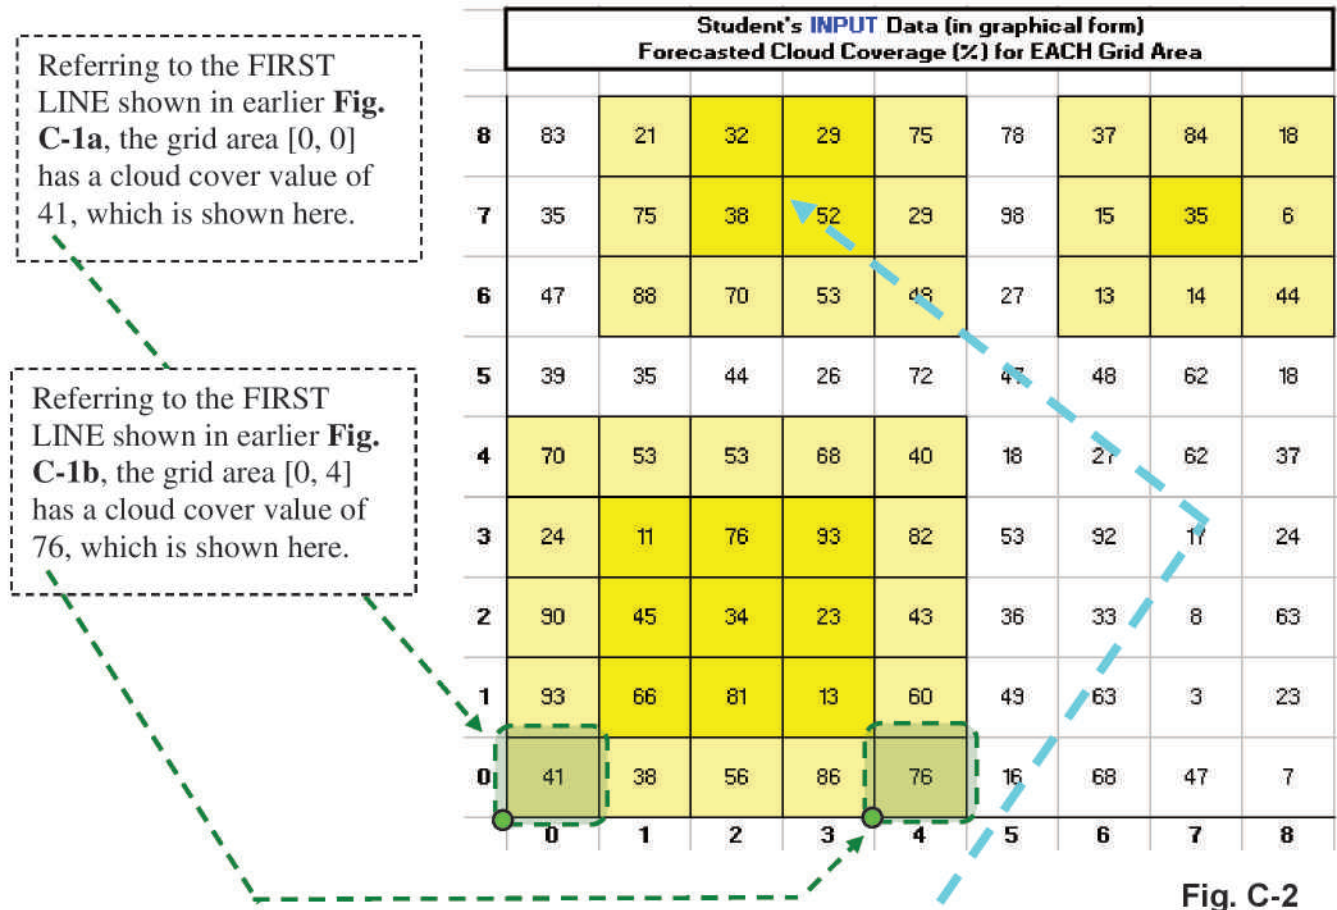 Student's INPUT Data (in graphical form)
Forecasted Cloud Coverage (%) for EACH Grid Area
Referring to the FIRST
LINE shown in earlier Fig.
C-1a, the grid area [0, 0]
has a cloud cover value of
41, which is shown here.
Referring to the FIRST
LINE shown in earlier Fig.
C-1b, the grid area [0, 4]
has a cloud cover value of
76, which is shown here.
8 83 21 32 29 75 78 37 84 18
7 35 75 38 52 29 98 15 35 6
6 47 88 70 53 48 27 13 14 44
5 39 35 44 26 72 47 48 62 18
4 70 53 53 68 40 18 27 62 37
3 24 11 76 93 82 53 92 17 24
2 90 45 34 23 43 36 33 8 63
1 93 66 81 13 60 49 63 3 23
0 41 38 56 86 76 16 68 47 7
0 1 2 3 4 5 6 7 8
Fig. C-2